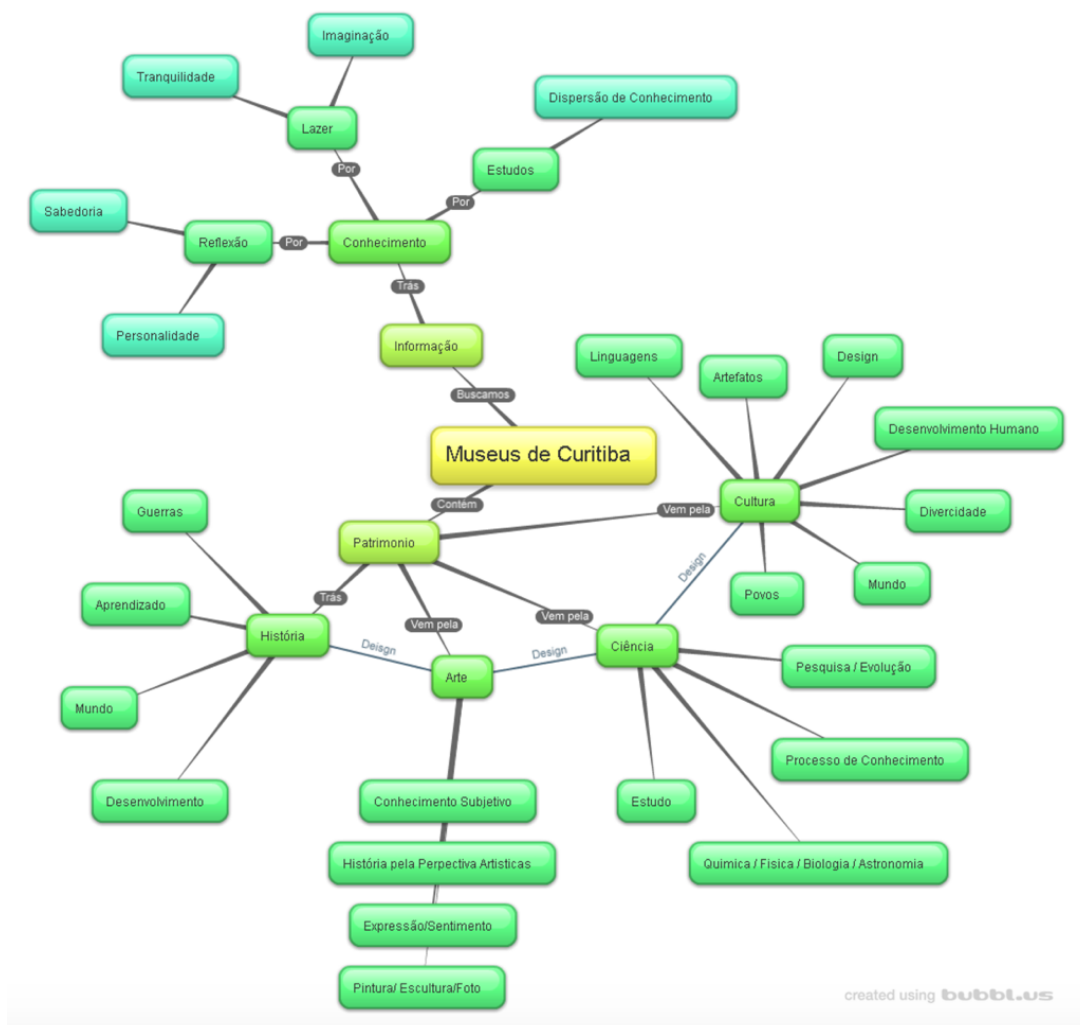 Imaginação
Tranquilidade
Dispersão de Conhecimento
Lazer
Por
Estudos
Por
Sabedoria
Reflexão
Por
Conhecimento
Trás
Personalidade
Informação
Linguagens
Artefatos
Design
Buscamos
Desenvolvimento Humano
Museus de Curitiba
Contém
Cultura
Vem pela
Guerras
Divercidade
Patrimonio
Design
Mundo
Povos
Trás
Aprendizado
Vem pela
Vem pela
História
Deisgn
Design
Ciência
Arte
Pesquisa / Evolução
Mundo
Processo de Conhecimento
Desenvolvimento
Conhecimento Subjetivo
Estudo
História pela Perpectiva Artisticas
Quimica / Fisica / Biologia / Astronomia
Expressão/Sentimento
Pintura/ Escultura/Foto
created using bubbl.us